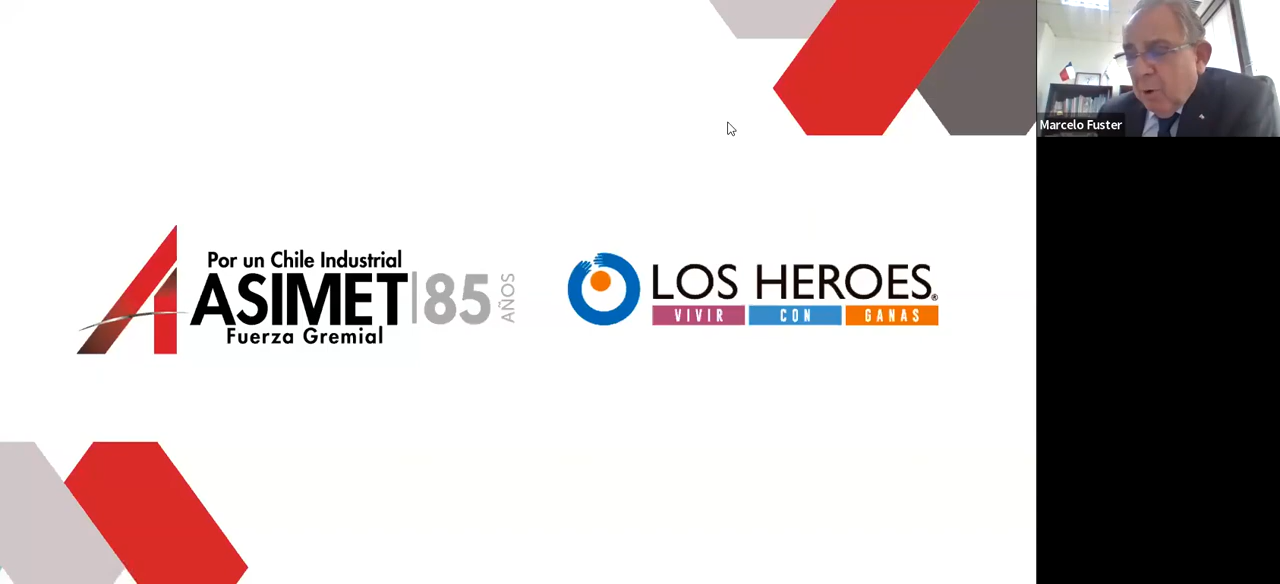 Por un Chile Industrial
ASIMET 85 AÑOS
Fuerza Gremial
LOS HEROES®
VIVIR CON GANAS
Marcelo Fuster